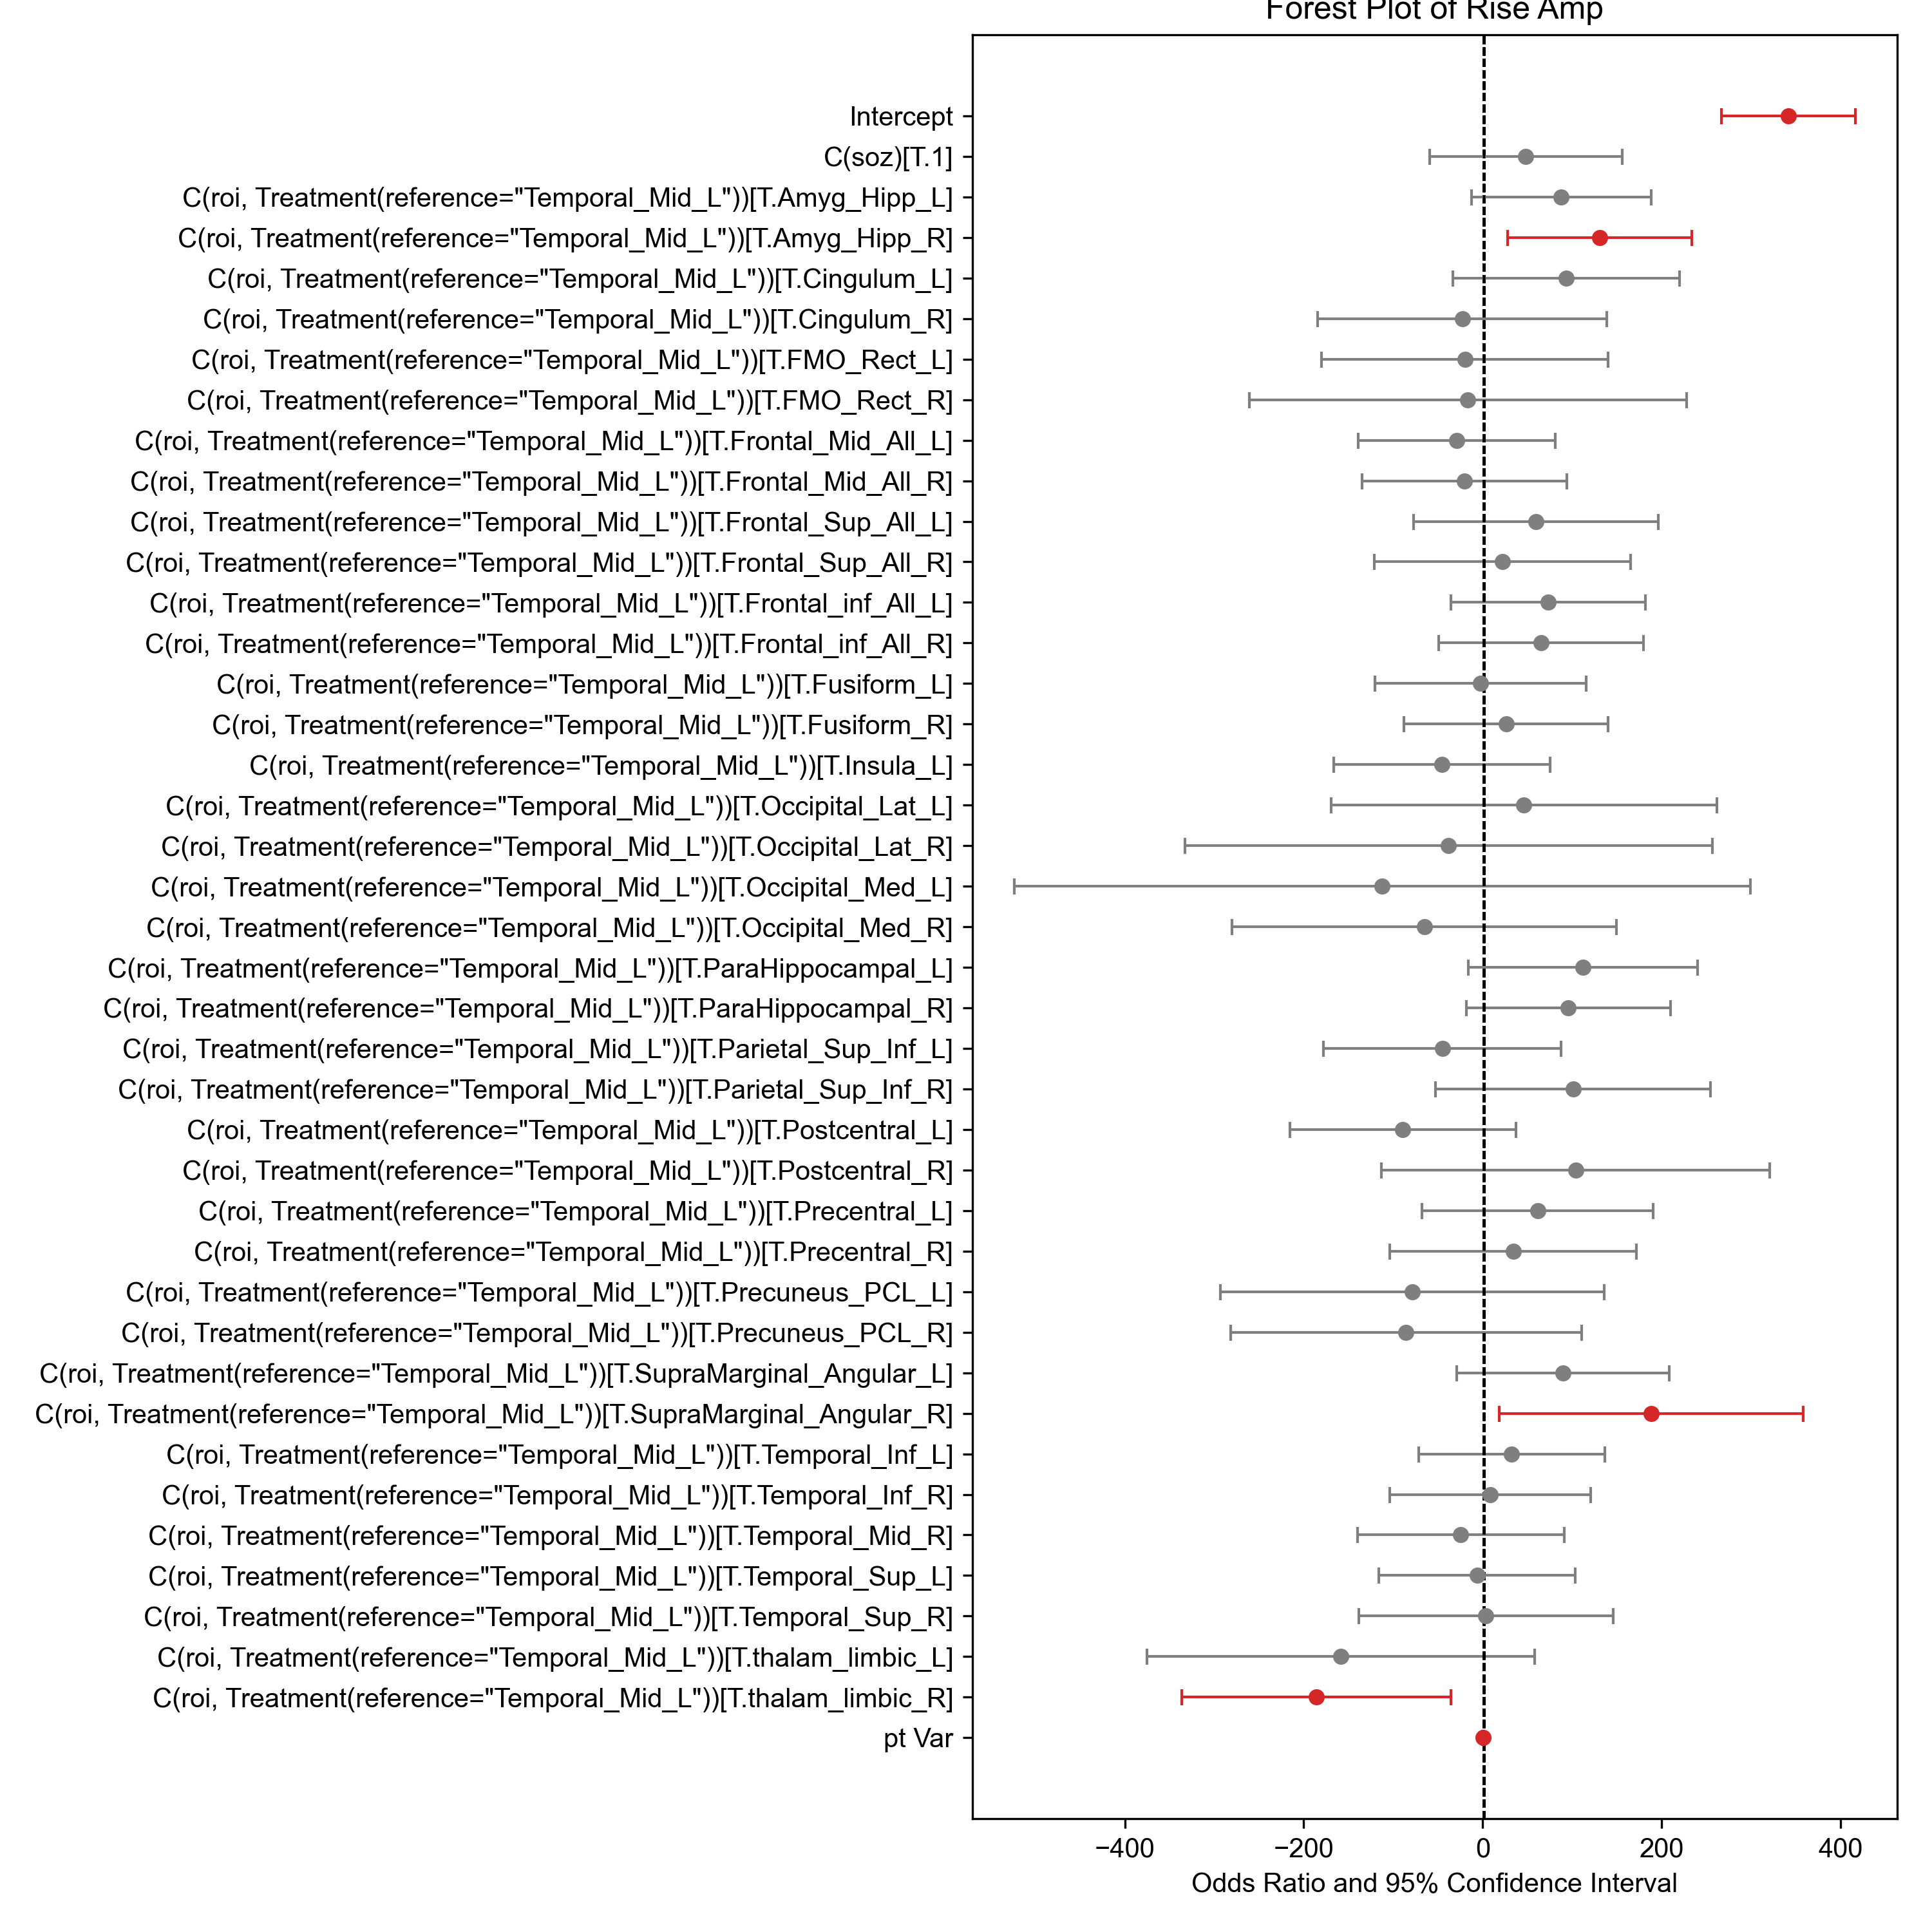 Forest Plot of Rise Amp
Intercept
C(soz)[T.1]
C(roi, Treatment(reference="Temporal_Mid_L"))[T.Amyg_Hipp_L]
C(roi, Treatment(reference="Temporal_Mid_L"))[T.Amyg_Hipp_R]
C(roi, Treatment(reference="Temporal_Mid_L"))[T.Cingulum_L]
C(roi, Treatment(reference="Temporal_Mid_L"))[T.Cingulum_R]
C(roi, Treatment(reference="Temporal_Mid_L"))[T.FMO_Rect_L]
C(roi, Treatment(reference="Temporal_Mid_L"))[T.FMO_Rect_R]
C(roi, Treatment(reference="Temporal_Mid_L"))[T.Frontal_Mid_All_L]
C(roi, Treatment(reference="Temporal_Mid_L"))[T.Frontal_Mid_All_R]
C(roi, Treatment(reference="Temporal_Mid_L"))[T.Frontal_Sup_All_L]
C(roi, Treatment(reference="Temporal_Mid_L"))[T.Frontal_Sup_All_R]
C(roi, Treatment(reference="Temporal_Mid_L"))[T.Frontal_inf_All_L]
C(roi, Treatment(reference="Temporal_Mid_L"))[T.Frontal_inf_All_R]
C(roi, Treatment(reference="Temporal_Mid_L"))[T.Fusiform_L]
C(roi, Treatment(reference="Temporal_Mid_L"))[T.Fusiform_R]
C(roi, Treatment(reference="Temporal_Mid_L"))[T.Insula_L]
C(roi, Treatment(reference="Temporal_Mid_L"))[T.Occipital_Lat_L]
C(roi, Treatment(reference="Temporal_Mid_L"))[T.Occipital_Lat_R]
C(roi, Treatment(reference="Temporal_Mid_L"))[T.Occipital_Med_L]
C(roi, Treatment(reference="Temporal_Mid_L"))[T.Occipital_Med_R]
C(roi, Treatment(reference="Temporal_Mid_L"))[T.ParaHippocampal_L]
C(roi, Treatment(reference="Temporal_Mid_L"))[T.ParaHippocampal_R]
C(roi, Treatment(reference="Temporal_Mid_L"))[T.Parietal_Sup_Inf_L]
C(roi, Treatment(reference="Temporal_Mid_L"))[T.Parietal_Sup_Inf_R]
C(roi, Treatment(reference="Temporal_Mid_L"))[T.Postcentral_L]
C(roi, Treatment(reference="Temporal_Mid_L"))[T.Postcentral_R]
C(roi, Treatment(reference="Temporal_Mid_L"))[T.Precentral_L]
C(roi, Treatment(reference="Temporal_Mid_L"))[T.Precentral_R]
C(roi, Treatment(reference="Temporal_Mid_L"))[T.Precuneus_PCL_L]
C(roi, Treatment(reference="Temporal_Mid_L"))[T.Precuneus_PCL_R]
C(roi, Treatment(reference="Temporal_Mid_L"))[T.SupraMarginal_Angular_L]
C(roi, Treatment(reference="Temporal_Mid_L"))[T.SupraMarginal_Angular_R]
C(roi, Treatment(reference="Temporal_Mid_L"))[T.Temporal_Inf_L]
C(roi, Treatment(reference="Temporal_Mid_L"))[T.Temporal_Inf_R]
C(roi, Treatment(reference="Temporal_Mid_L"))[T.Temporal_Mid_R]
C(roi, Treatment(reference="Temporal_Mid_L"))[T.Temporal_Sup_L]
C(roi, Treatment(reference="Temporal_Mid_L"))[T.Temporal_Sup_R]
C(roi, Treatment(reference="Temporal_Mid_L"))[T.thalam_limbic_L]
C(roi, Treatment(reference="Temporal_Mid_L"))[T.thalam_limbic_R]
pt Var
−400 −200 0 200 400
Odds Ratio and 95% Confidence Interval